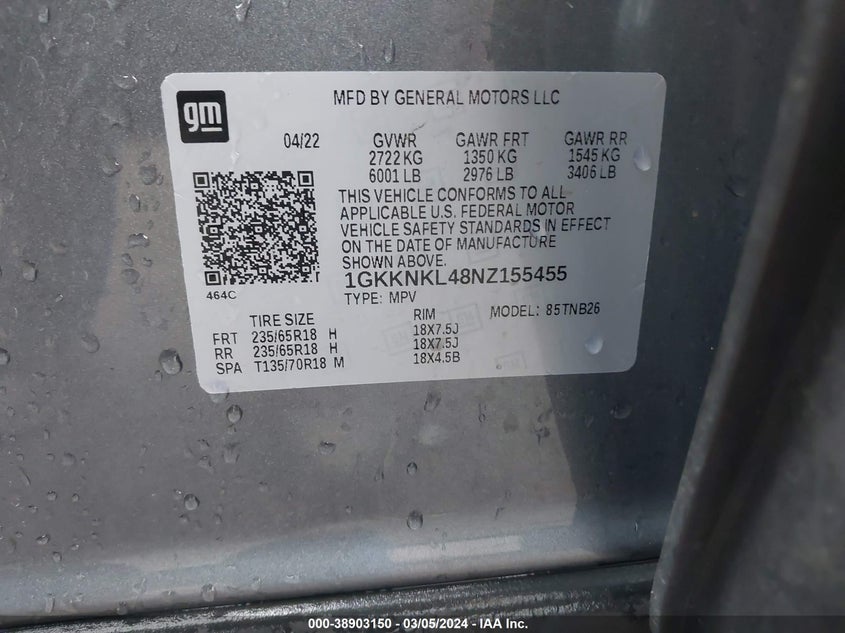 gm
MFD BY GENERAL MOTORS LLC
04/22 GVWR GAWR FRT GAWR RR
2722 KG 1350 KG 1545 KG
6001 LB 2976 LB 3406 LB
THIS VEHICLE CONFORMS TO ALL
APPLICABLE U.S. FEDERAL MOTOR
VEHICLE SAFETY STANDARDS IN EFFECT
ON THE DATE OF MANUFACTURE
SHOWN ABOVE.
1GKKNKL48NZ155455
464C
TYPE: MPV MODEL: 85TNB26
TIRE SIZE RIM
FRT 235/65R18 H 18X7.5J
RR 235/65R18 H 18X7.5J
SPA T135/70R18 M 18X4.5B
000-38903150 - 03/05/2024 - IAA Inc.